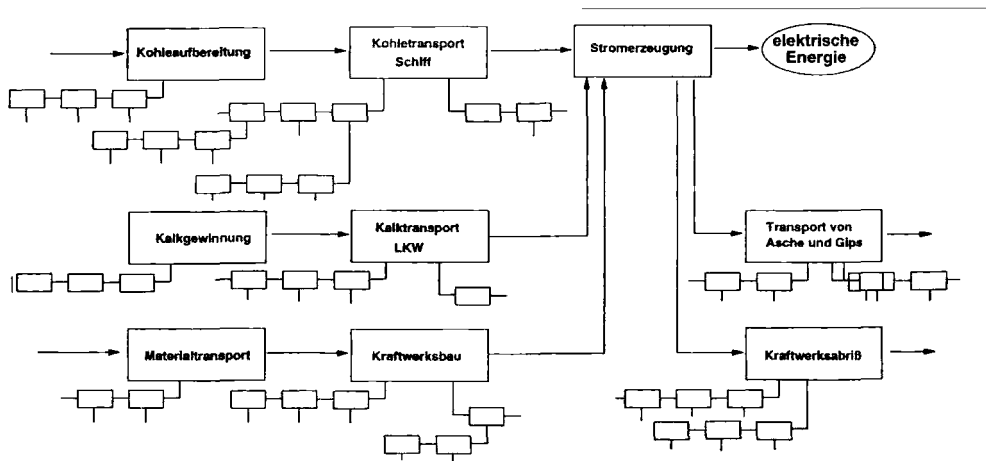 Kohleaufbereitung
Kohletransport
Schiff
Stromerzeugung
elektrische
Energie
Kalkgewinnung
Kalktransport
LKW
Transport von
Asche und Gips
Materialtransport
Kraftwerksbau
Kraftwerksabriß